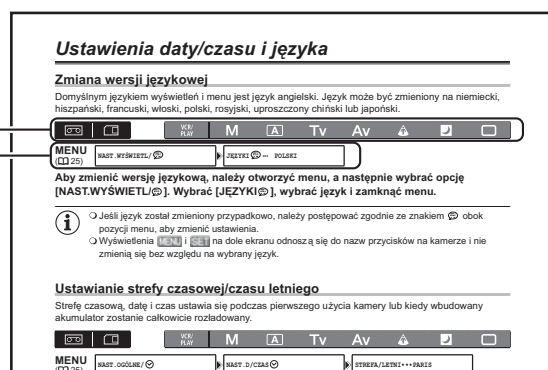 Ustawienia daty/czasu i języka
Zmiana wersji językowej
Domyślnym językiem wyświetleń i menu jest język angielski. Język może być zmieniony na niemiecki,
hiszpański, francuski, włoski, polski, rosyjski, uproszczony chiński lub japoński.
VCR/
PLAY M A Tv Av
MENU
(25) NAST.WYŚWIETL/ JĘZYKI ••• POLSKI
Aby zmienić wersję językową, należy otworzyć menu, a następnie wybrać opcję
[NAST.WYŚWIETL/]. Wybrać [JĘZYKI], wybrać język i zamknąć menu.
Jeśli język został zmieniony przypadkowo, należy postępować zgodnie ze znakiem obok
pozycji menu, aby zmienić ustawienia.
Wyświetlenia MENU i SET na dole ekranu odnoszą się do nazw przycisków na kamerze i nie
zmienią się bez względu na wybrany język.
Ustawianie strefy czasowej/czasu letniego
Strefę czasową, datę i czas ustawia się podczas pierwszego użycia kamery lub kiedy wbudowany
akumulator zostanie całkowicie rozładowany.
VCR/
PLAY M A Tv Av
MENU
(25) NAST.OGÓLNE/ NAST.D/CZAS STREFA/LETNI•••PARIS